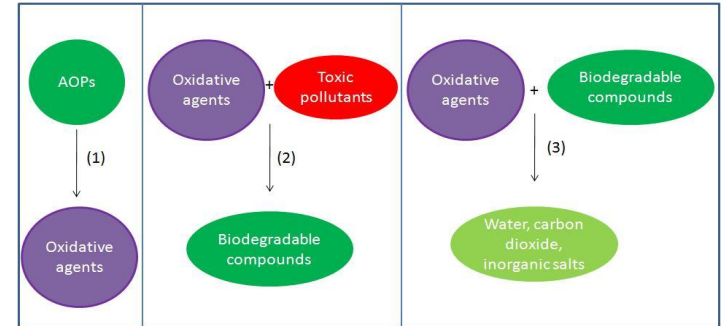 AOPs
(1)
Oxidative
agents
Oxidative
agents
+
Toxic
pollutants
(2)
Biodegradable
compounds
Oxidative
agents
+
Biodegradable
compounds
(3)
Water, carbon
dioxide,
inorganic salts